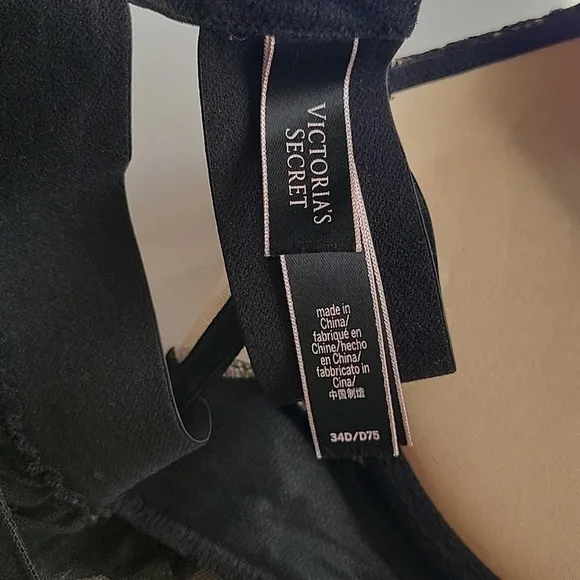 VICTORIA'S
SECRET
made in
China/
fabriqué en
Chine/hecho
en China/
fabbricato in
Cina/
中国制造
34D/D75